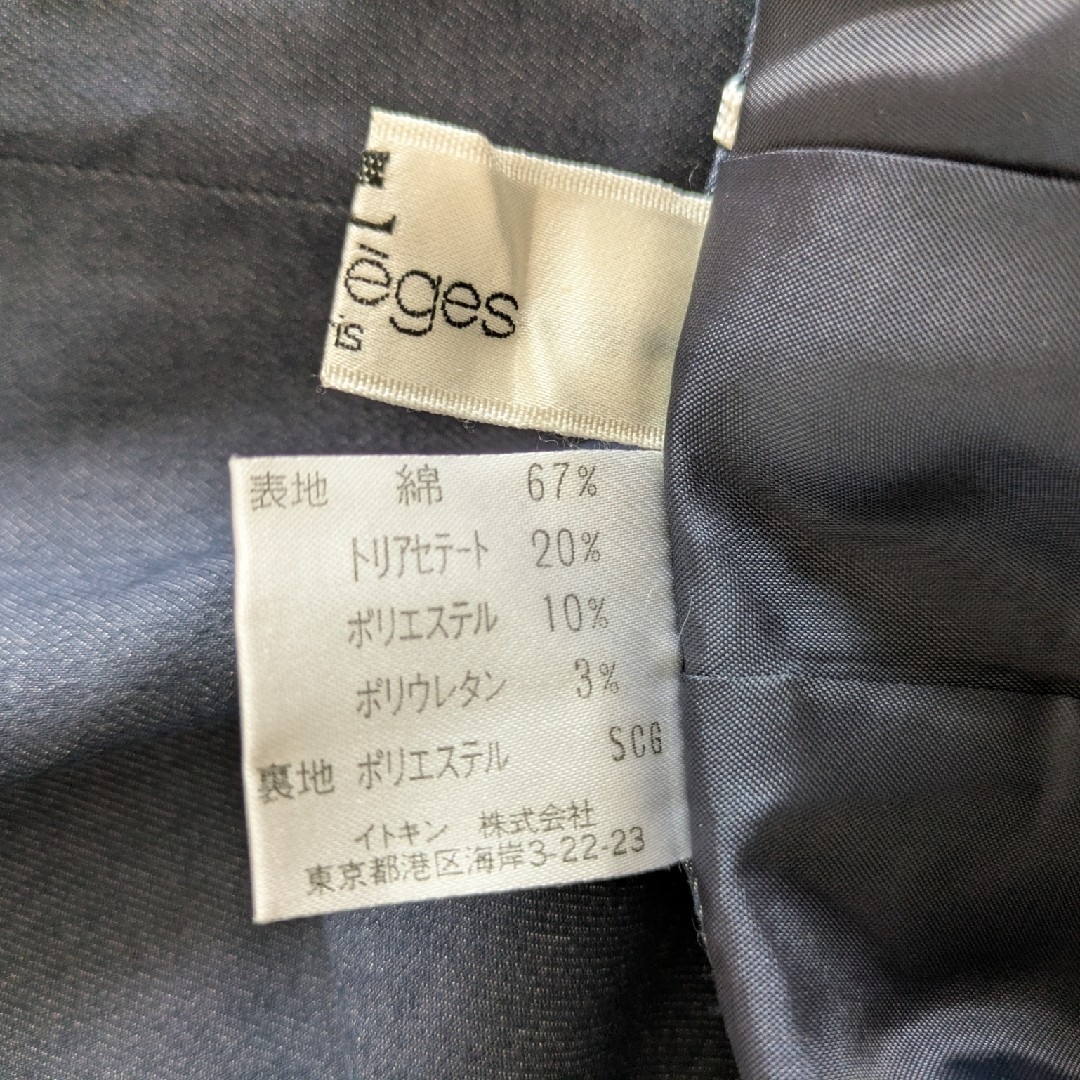 ēges
is
表地 綿 67%
トリアセテート 20%
ポリエステル 10%
ポリウレタン 3%
裏地 ポリエステル SCG
イトキン 株式会社
東京都港区海岸3-22-23